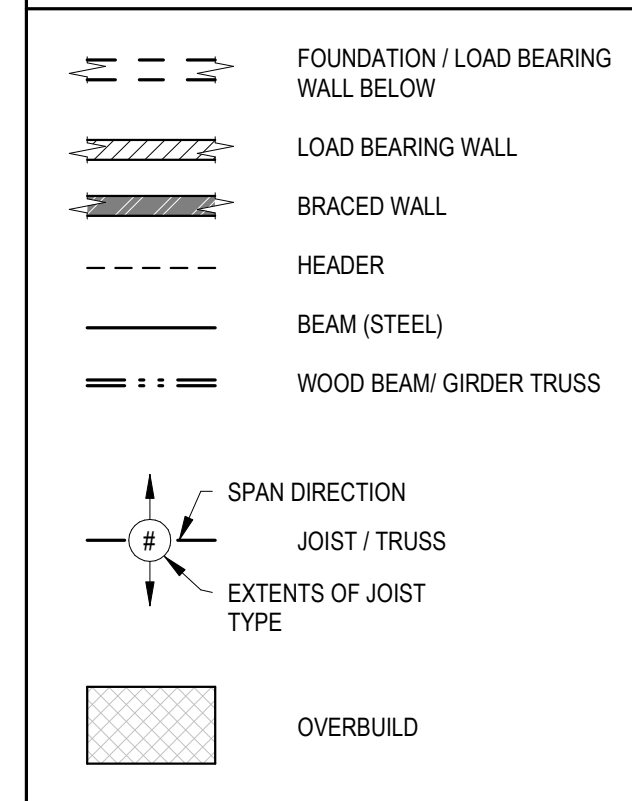 FOUNDATION / LOAD BEARING
WALL BELOW
LOAD BEARING WALL
BRACED WALL
HEADER
BEAM (STEEL)
WOOD BEAM/ GIRDER TRUSS
SPAN DIRECTION
#
JOIST / TRUSS
EXTENTS OF JOIST
TYPE
OVERBUILD